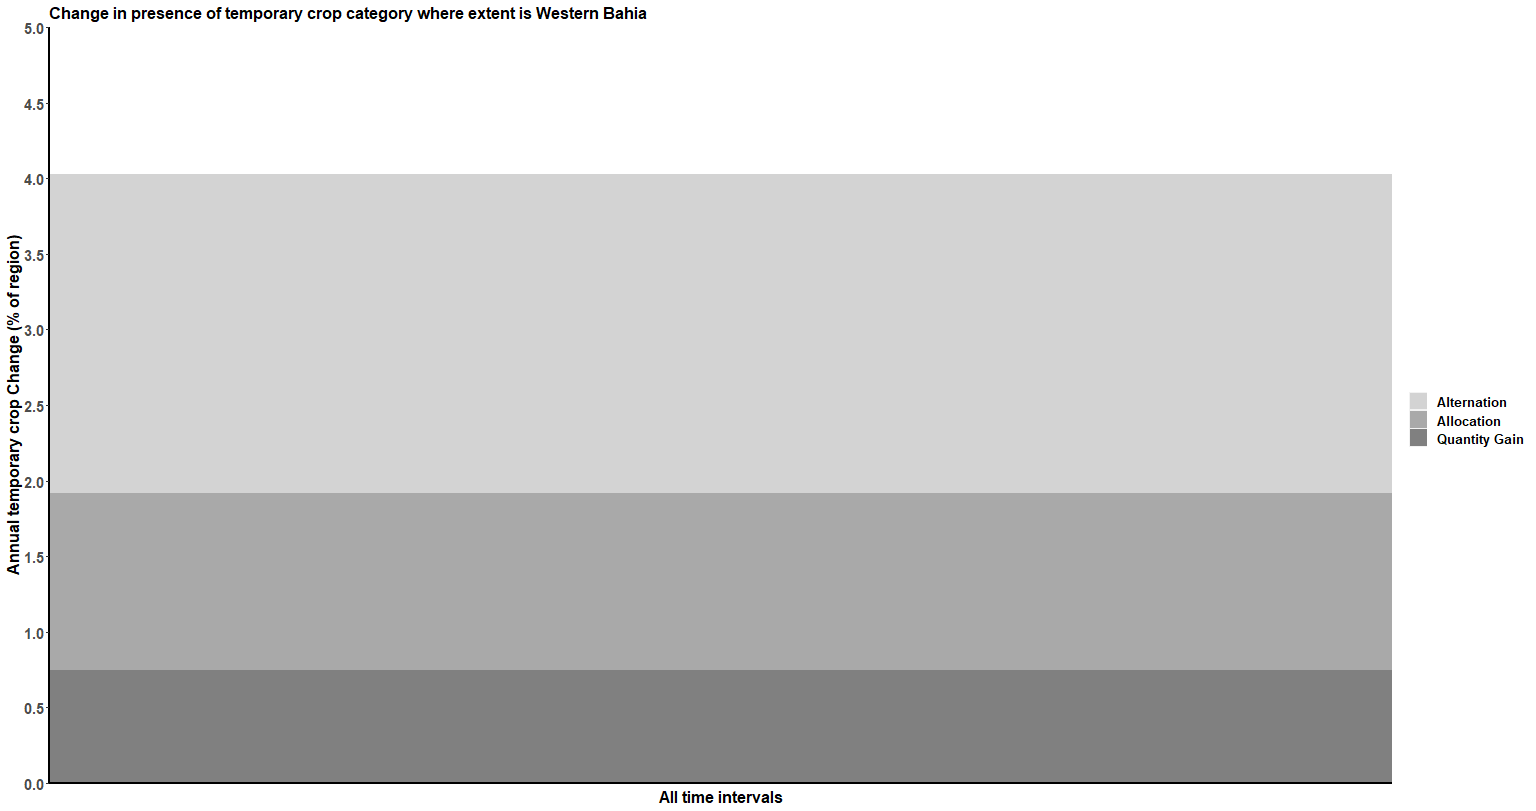 Change in presence of temporary crop category where extent is Western Bahia
Annual temporary crop Change (% of region)
5.0
4.5
4.0
3.5
3.0
2.5
2.0
1.5
1.0
0.5
0.0
All time intervals
Alternation
Allocation
Quantity Gain